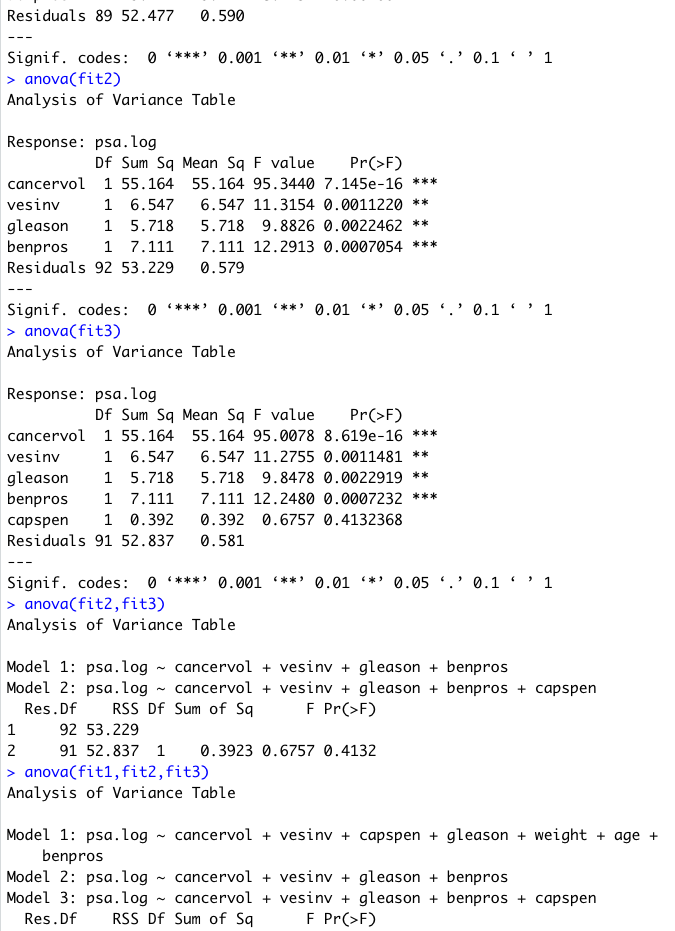 Residuals 89 52.477   0.590
---
Signif. codes:  0 ‘***’ 0.001 ‘**’ 0.01 ‘*’ 0.05 ‘.’ 0.1 ‘ ’ 1
> anova(fit2)
Analysis of Variance Table

Response: psa.log
          Df Sum Sq Mean Sq F value    Pr(>F)
cancervol  1 55.164  55.164 95.3440 7.145e-16 ***
vesinv     1  6.547   6.547 11.3154 0.0011220 **
gleason    1  5.718   5.718  9.8826 0.0022462 **
benpros    1  7.111   7.111 12.2913 0.0007054 ***
Residuals 92 53.229   0.579
---
Signif. codes:  0 ‘***’ 0.001 ‘**’ 0.01 ‘*’ 0.05 ‘.’ 0.1 ‘ ’ 1
> anova(fit3)
Analysis of Variance Table

Response: psa.log
          Df Sum Sq Mean Sq F value    Pr(>F)
cancervol  1 55.164  55.164 95.0078 8.619e-16 ***
vesinv     1  6.547   6.547 11.2755 0.0011481 **
gleason    1  5.718   5.718  9.8478 0.0022919 **
benpros    1  7.111   7.111 12.2480 0.0007232 ***
capspen    1  0.392   0.392  0.6757 0.4132368
Residuals 91 52.837   0.581
---
Signif. codes:  0 ‘***’ 0.001 ‘**’ 0.01 ‘*’ 0.05 ‘.’ 0.1 ‘ ’ 1
> anova(fit2,fit3)
Analysis of Variance Table

Model 1: psa.log ~ cancervol + vesinv + gleason + benpros
Model 2: psa.log ~ cancervol + vesinv + gleason + benpros + capspen
  Res.Df    RSS Df Sum of Sq      F Pr(>F)
1     92 53.229
2     91 52.837  1    0.3923 0.6757 0.4132
> anova(fit1,fit2,fit3)
Analysis of Variance Table

Model 1: psa.log ~ cancervol + vesinv + capspen + gleason + weight + age +
    benpros
Model 2: psa.log ~ cancervol + vesinv + gleason + benpros
Model 3: psa.log ~ cancervol + vesinv + gleason + benpros + capspen
  Res.Df    RSS Df Sum of Sq      F Pr(>F)